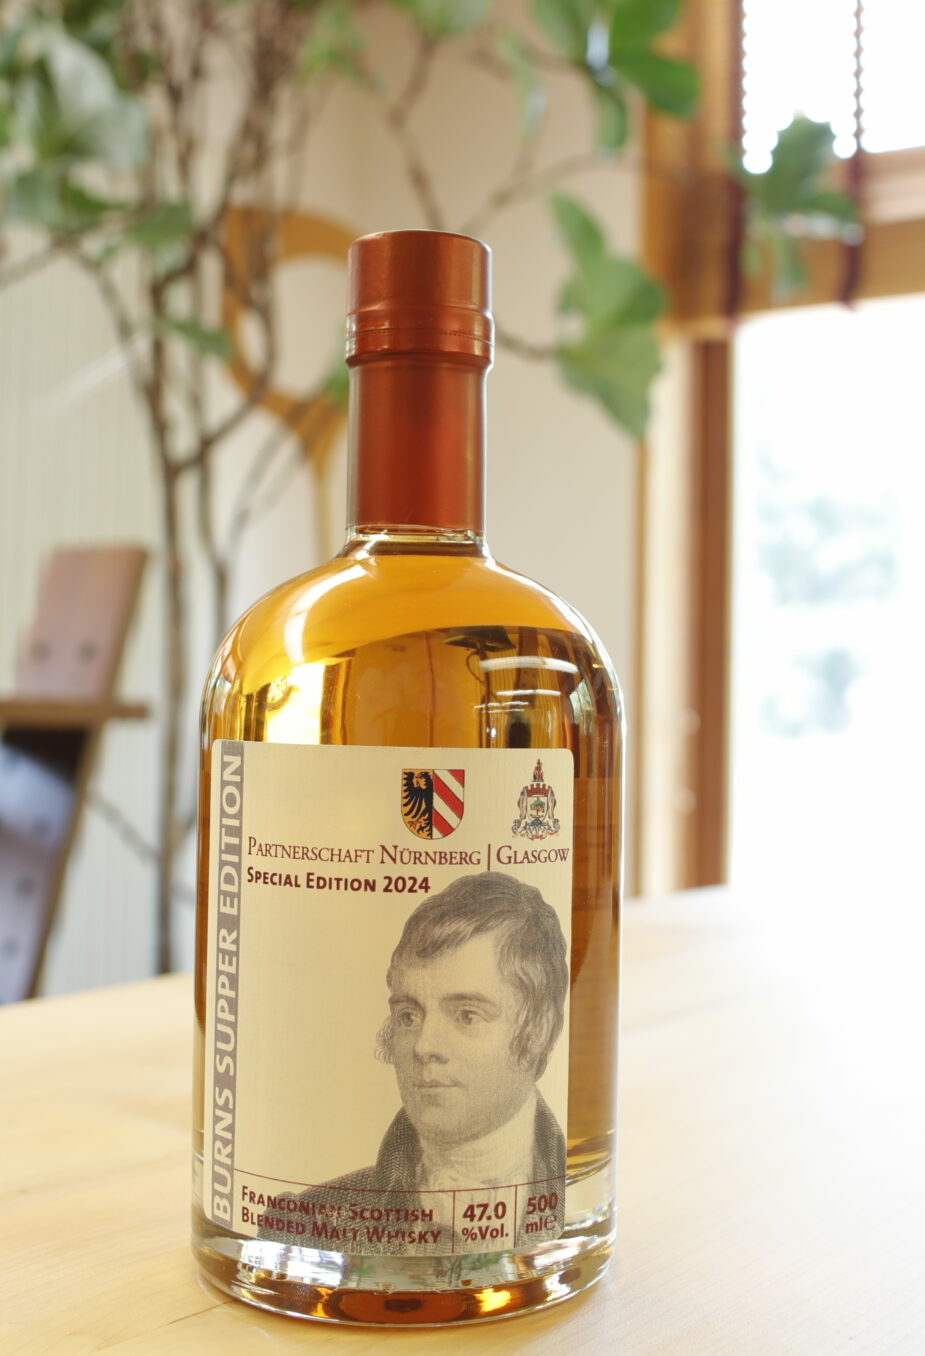 BURNS SUPPER EDITION
PARTNERSCHAFT NÜRNBERG | GLASGOW
SPECIAL EDITION 2024
FRANCONIAN SCOTTISH
BLENDED MALT WHISKY
47.0
%Vol.
500
ml℮